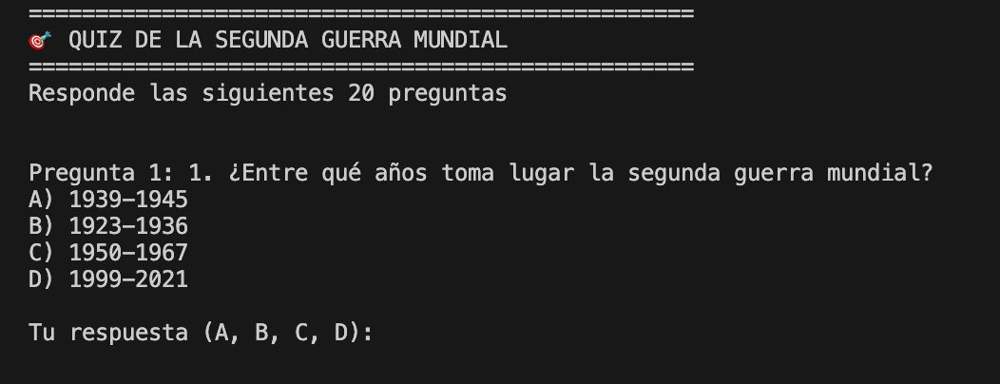 ==================================================
🎯 QUIZ DE LA SEGUNDA GUERRA MUNDIAL
==================================================
Responde las siguientes 20 preguntas
Pregunta 1: 1. ¿Entre qué años toma lugar la segunda guerra mundial?
A) 1939-1945
B) 1923-1936
C) 1950-1967
D) 1999-2021
Tu respuesta (A, B, C, D):